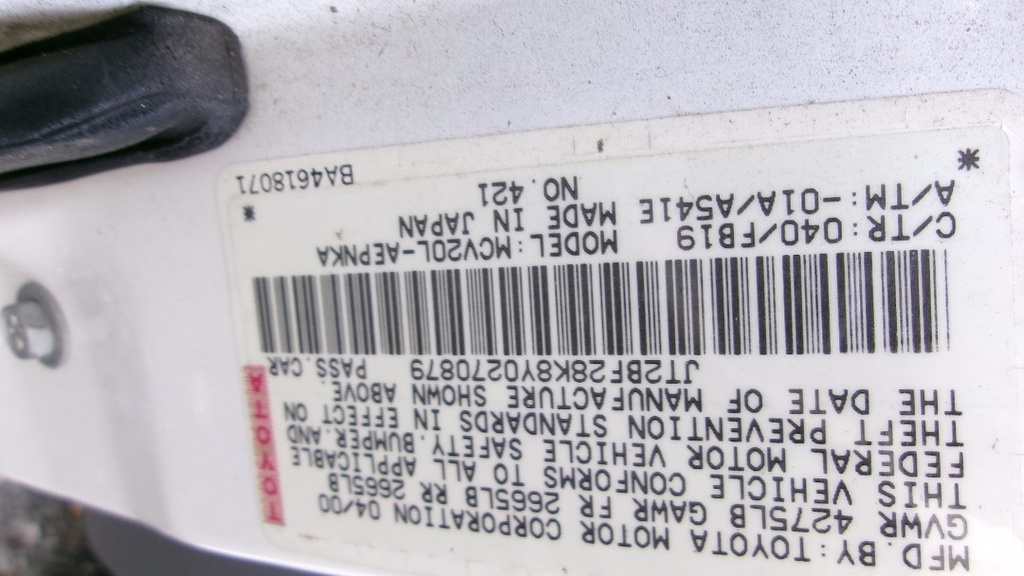 MFD. BY: TOYOTA MOTOR CORPORATION 04/00
GVWR 4275LB GAWR FR 2665LB RR 2665LB
THIS VEHICLE CONFORMS TO ALL APPLICABLE
FEDERAL MOTOR VEHICLE SAFETY. BUMPER. AND
THEFT PREVENTION STANDARDS IN EFFECT ON
THE DATE OF MANUFACTURE SHOWN ABOVE.
JT2BF28K8Y0270879 PASS. CAR
TOYOTA
C/TR: 040/FB19 MODEL: MCV20L-AEPNKA
A/TM: -01A/A541E MADE IN JAPAN
NO. 421
* *
BA4618071